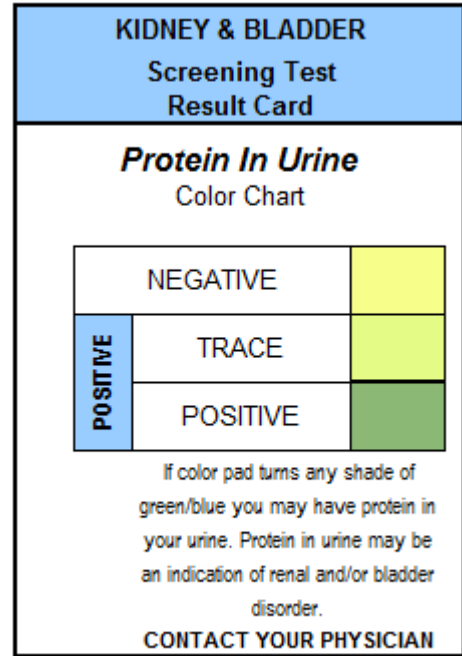 KIDNEY & BLADDER
Screening Test
Result Card
Protein In Urine
Color Chart
NEGATIVE
POSITIVE
TRACE
POSITIVE
If color pad turns any shade of
green/blue you may have protein in
your urine. Protein in urine may be
an indication of renal and/or bladder
disorder.
CONTACT YOUR PHYSICIAN